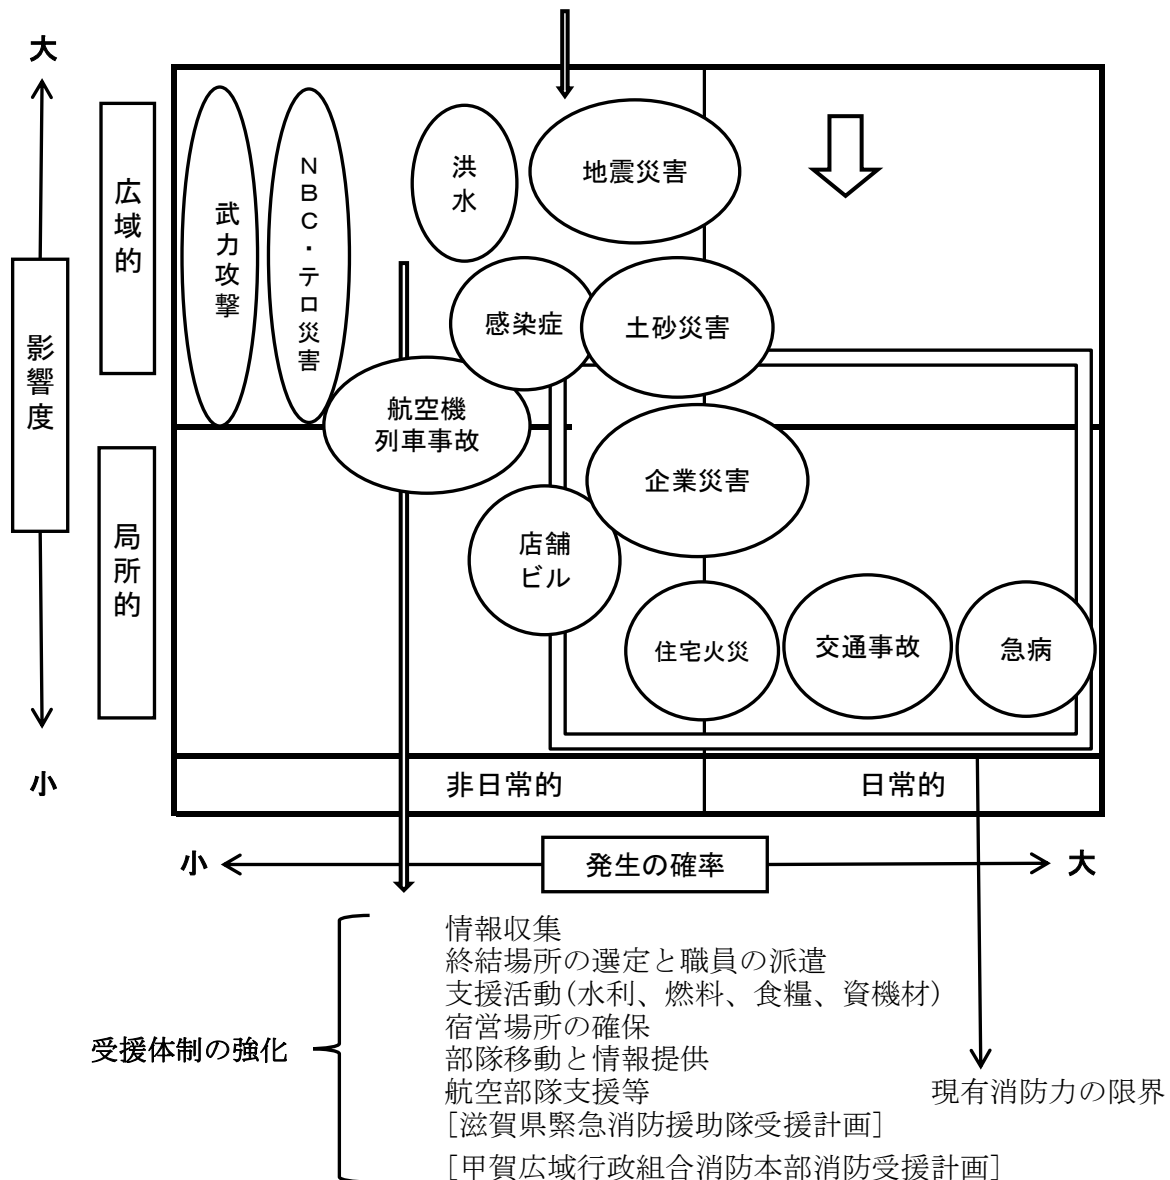 大
影響度
小
広域的
局所的
武力攻撃
NBC・テロ災害
洪水
地震災害
感染症
土砂災害
航空機
列車事故
企業災害
店舗
ビル
住宅火災
交通事故
急病
非日常的
日常的
小
発生の確率
大
受援体制の強化
情報収集
終結場所の選定と職員の派遣
支援活動(水利、燃料、食糧、資機材)
宿営場所の確保
部隊移動と情報提供
航空部隊支援等
[滋賀県緊急消防援助隊受援計画]
[甲賀広域行政組合消防本部消防受援計画]
現有消防力の限界